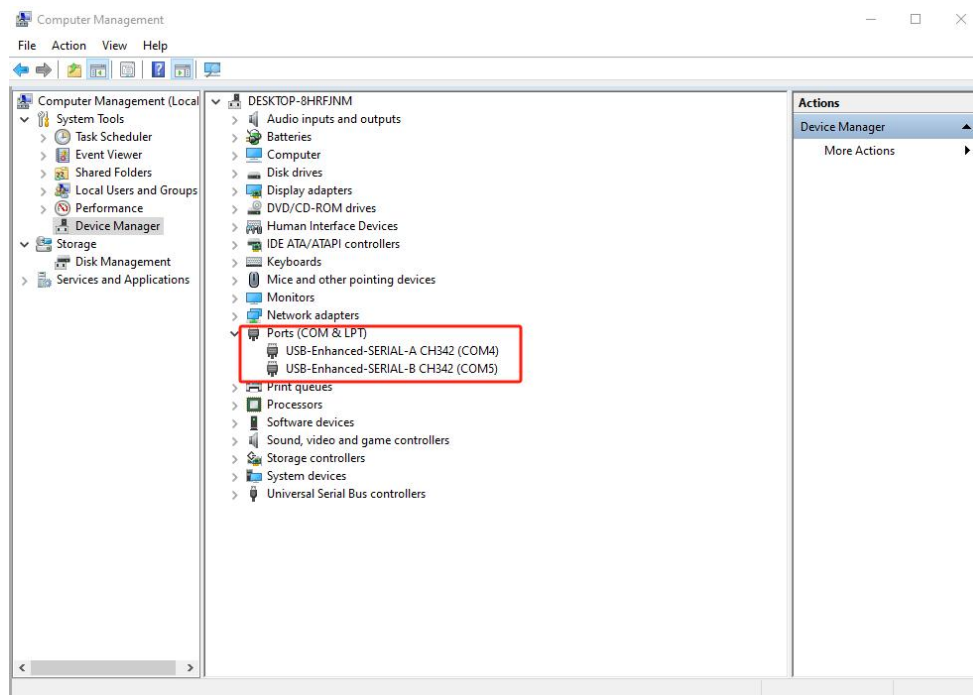 Computer Management
File Action View Help
Computer Management (Local
System Tools
Task Scheduler
Event Viewer
Shared Folders
Local Users and Groups
Performance
Device Manager
Storage
Disk Management
Services and Applications
DESKTOP-8HRFJNM
Audio inputs and outputs
Batteries
Computer
Disk drives
Display adapters
DVD/CD-ROM drives
Human Interface Devices
IDE ATA/ATAPI controllers
Keyboards
Mice and other pointing devices
Monitors
Network adapters
Ports (COM & LPT)
USB-Enhanced-SERIAL-A CH342 (COM4)
USB-Enhanced-SERIAL-B CH342 (COM5)
Print queues
Processors
Software devices
Sound, video and game controllers
Storage controllers
System devices
Universal Serial Bus controllers
Actions
Device Manager
More Actions